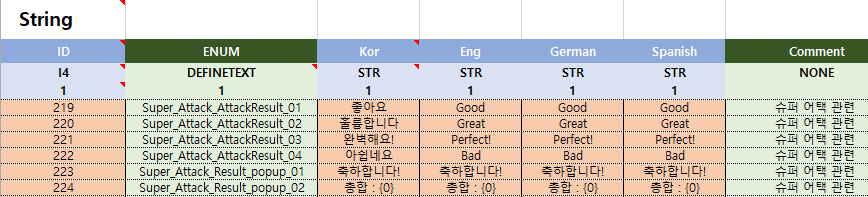 String
ID ENUM Kor Eng German Spanish Comment
I4 DEFINETEXT STR STR STR STR NONE
1 1 1 1 1 1
219 Super_Attack_AttackResult_01 좋아요 Good Good Good 슈퍼 어택 관련
220 Super_Attack_AttackResult_02 훌륭합니다 Great Great Great 슈퍼 어택 관련
221 Super_Attack_AttackResult_03 완벽해요! Perfect! Perfect! Perfect! 슈퍼 어택 관련
222 Super_Attack_AttackResult_04 아쉽네요 Bad Bad Bad 슈퍼 어택 관련
223 Super_Attack_Result_popup_01 축하합니다! 축하합니다! 축하합니다! 축하합니다! 슈퍼 어택 관련
224 Super_Attack_Result_popup_02 총합 : {0} 총합 : {0} 총합 : {0} 총합 : {0} 슈퍼 어택 관련